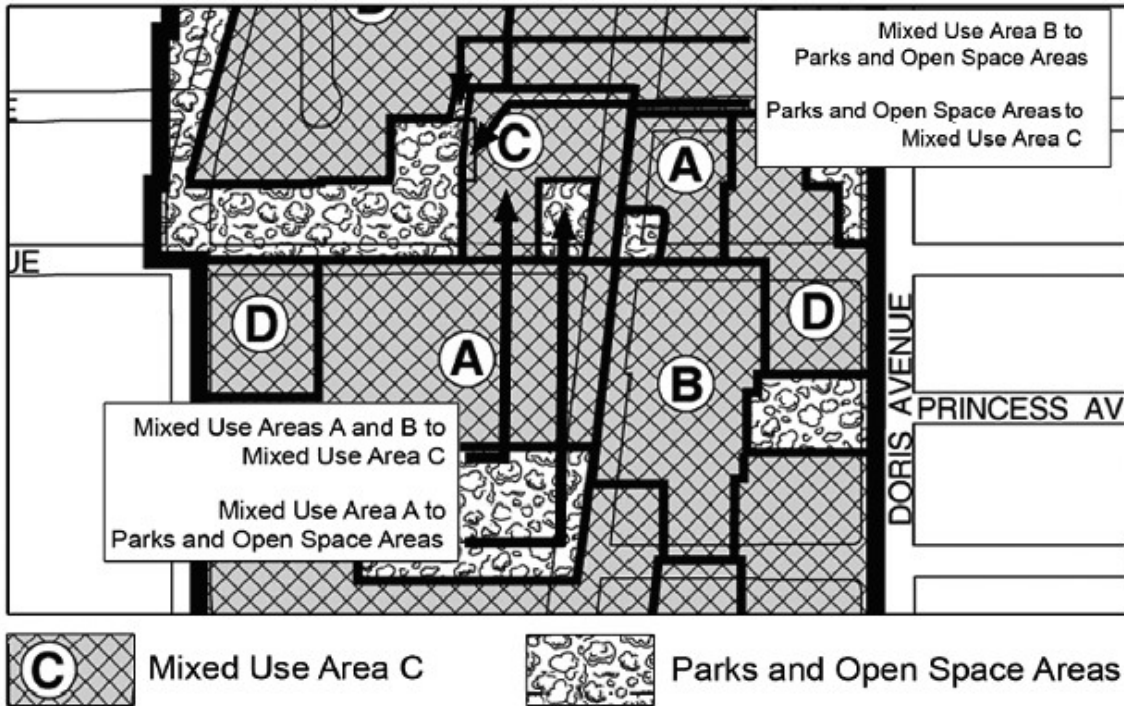 Mixed Use Area B to
Parks and Open Space Areas
Parks and Open Space Areas to
Mixed Use Area C
E
C
A
UE
D
A
D
B
Mixed Use Areas A and B to
Mixed Use Area C
Mixed Use Area A to
Parks and Open Space Areas
DORIS AVENUE
PRINCESS AV
C Mixed Use Area C
Parks and Open Space Areas